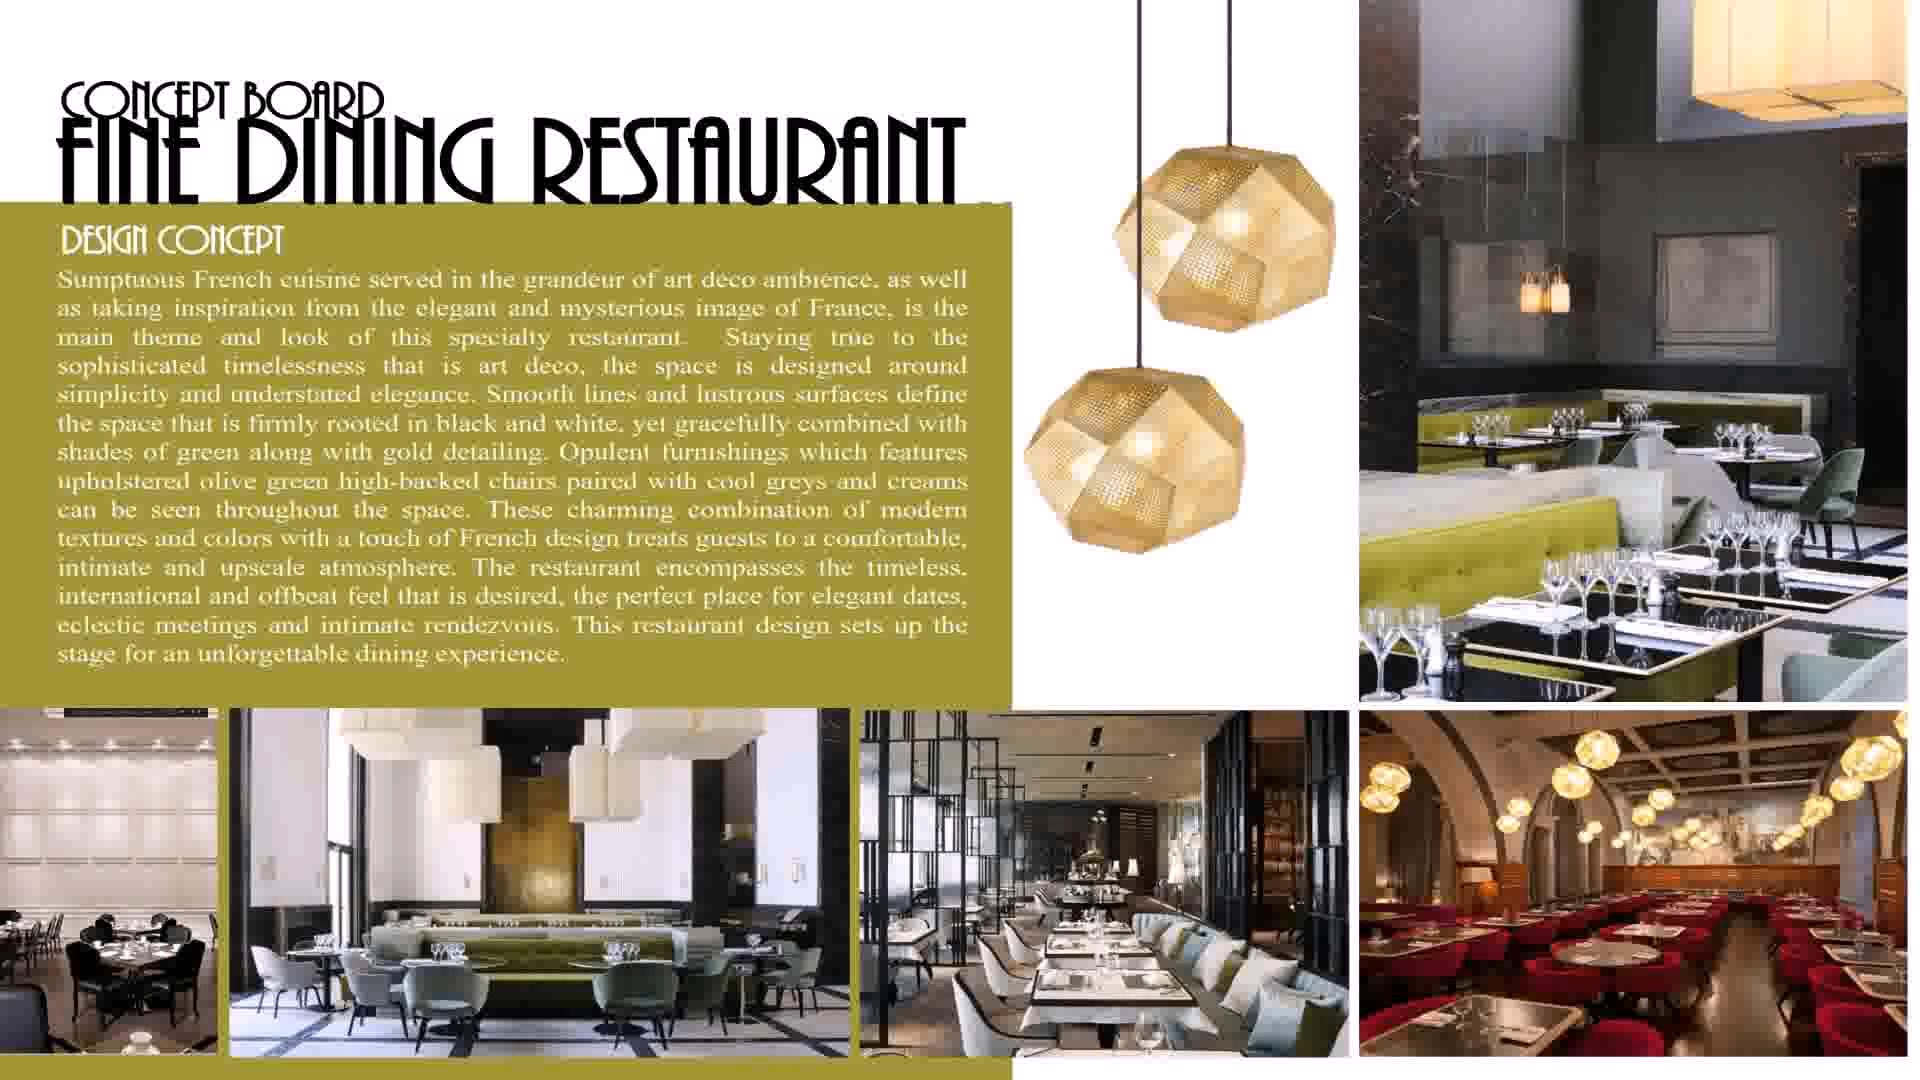 CONCEPT BOARD
FINE DINING RESTAURANT
DESIGN CONCEPT
Sumptuous French cuisine served in the grandeur of art deco ambience, as well
as taking inspiration from the elegant and mysterious image of France, is the
main theme and look of this specialty restaurant. Staying true to the
sophisticated timelessness that is art deco, the space is designed around
simplicity and understated elegance. Smooth lines and lustrous surfaces define
the space that is firmly rooted in black and white, yet gracefully combined with
shades of green along with gold detailing. Opulent furnishings which features
upholstered olive green high-backed chairs paired with cool greys and creams
can be seen throughout the space. These charming combination of modern
textures and colors with a touch of French design treats guests to a comfortable,
intimate and upscale atmosphere. The restaurant encompasses the timeless,
international and offbeat feel that is desired, the perfect place for elegant dates,
eclectic meetings and intimate rendezvous. This restaurant design sets up the
stage for an unforgettable dining experience.